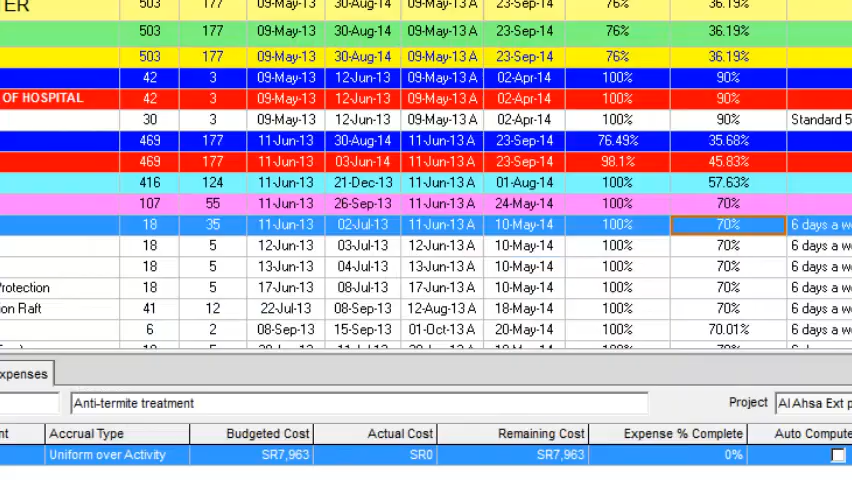 TER 503 177 09-May-13 30-Aug-14 09-May-13 A 23-Sep-14 76% 36.19%
503 177 09-May-13 30-Aug-14 09-May-13 A 23-Sep-14 76% 36.19%
503 177 09-May-13 30-Aug-14 09-May-13 A 23-Sep-14 76% 36.19%
42 3 09-May-13 12-Jun-13 09-May-13 A 02-Apr-14 100% 90%
OF HOSPITAL 42 3 09-May-13 12-Jun-13 09-May-13 A 02-Apr-14 100% 90%
30 3 09-May-13 12-Jun-13 09-May-13 A 02-Apr-14 100% 90% Standard 5
469 177 11-Jun-13 30-Aug-14 11-Jun-13 A 23-Sep-14 76.49% 35.68%
469 177 11-Jun-13 03-Jun-14 11-Jun-13 A 23-Sep-14 98.1% 45.83%
416 124 11-Jun-13 21-Dec-13 11-Jun-13 A 01-Aug-14 100% 57.63%
107 55 11-Jun-13 26-Sep-13 11-Jun-13 A 24-May-14 100% 70%
18 35 11-Jun-13 02-Jul-13 11-Jun-13 A 10-May-14 100% 70% 6 days a we
18 5 12-Jun-13 03-Jul-13 12-Jun-13 A 10-May-14 100% 70% 6 days a we
18 5 13-Jun-13 04-Jul-13 13-Jun-13 A 10-May-14 100% 70% 6 days a we
Protection 18 5 17-Jun-13 08-Jul-13 17-Jun-13 A 10-May-14 100% 70% 6 days a we
on Raft 41 12 22-Jul-13 08-Sep-13 12-Aug-13 A 18-May-14 100% 70% 6 days a we
6 2 08-Sep-13 15-Sep-13 01-Oct-13 A 20-May-14 100% 70.01% 6 days a we
xpenses
Anti-termite treatment Project Al Ahsa Ext p
nt Accrual Type Budgeted Cost Actual Cost Remaining Cost Expense % Complete Auto Compute
Uniform over Activity SR7,963 SR0 SR7,963 0%